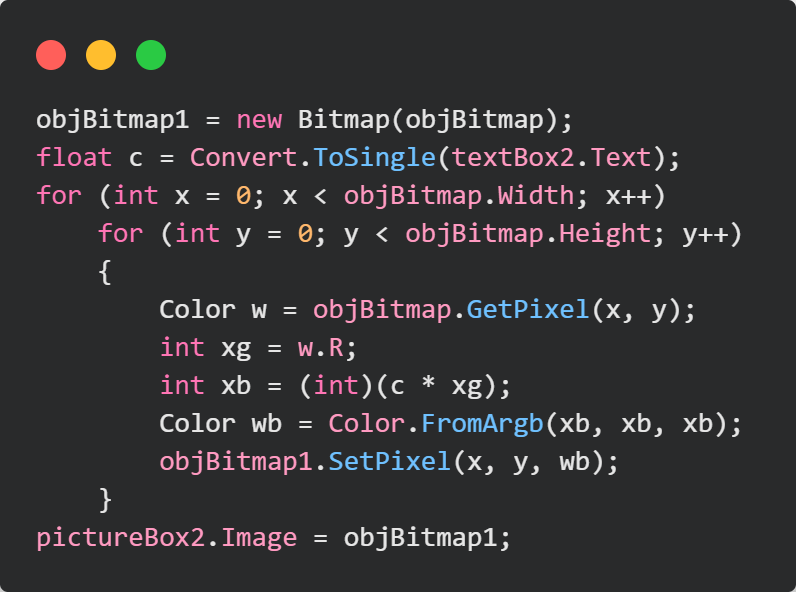 objBitmap1 = new Bitmap(objBitmap);
float c = Convert.ToSingle(textBox2.Text);
for (int x = 0; x < objBitmap.Width; x++)
    for (int y = 0; y < objBitmap.Height; y++)
    {
        Color w = objBitmap.GetPixel(x, y);
        int xg = w.R;
        int xb = (int)(c * xg);
        Color wb = Color.FromArgb(xb, xb, xb);
        objBitmap1.SetPixel(x, y, wb);
    }
pictureBox2.Image = objBitmap1;